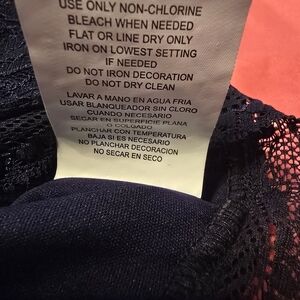 USE ONLY NON-CHLORINE
BLEACH WHEN NEEDED
FLAT OR LINE DRY ONLY
IRON ON LOWEST SETTING
IF NEEDED
DO NOT IRON DECORATION
DO NOT DRY CLEAN
LAVAR A MANO EN AGUA FRIA
USAR BLANQUEADOR SIN CLORO
CUANDO NECESARIO
SECAR EN SUPERFICIE PLANA
O COLGADO
PLANCHAR CON TEMPERATURA
BAJA SI ES NECESARIO
NO PLANCHAR DECORACION
NO SECAR EN SECO